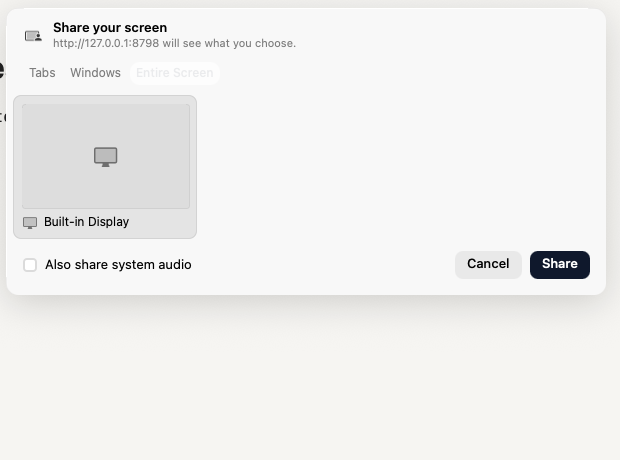 Share your screen
http://127.0.0.1:8798 will see what you choose.
Tabs Windows Entire Screen
Built-in Display
Also share system audio
Cancel Share